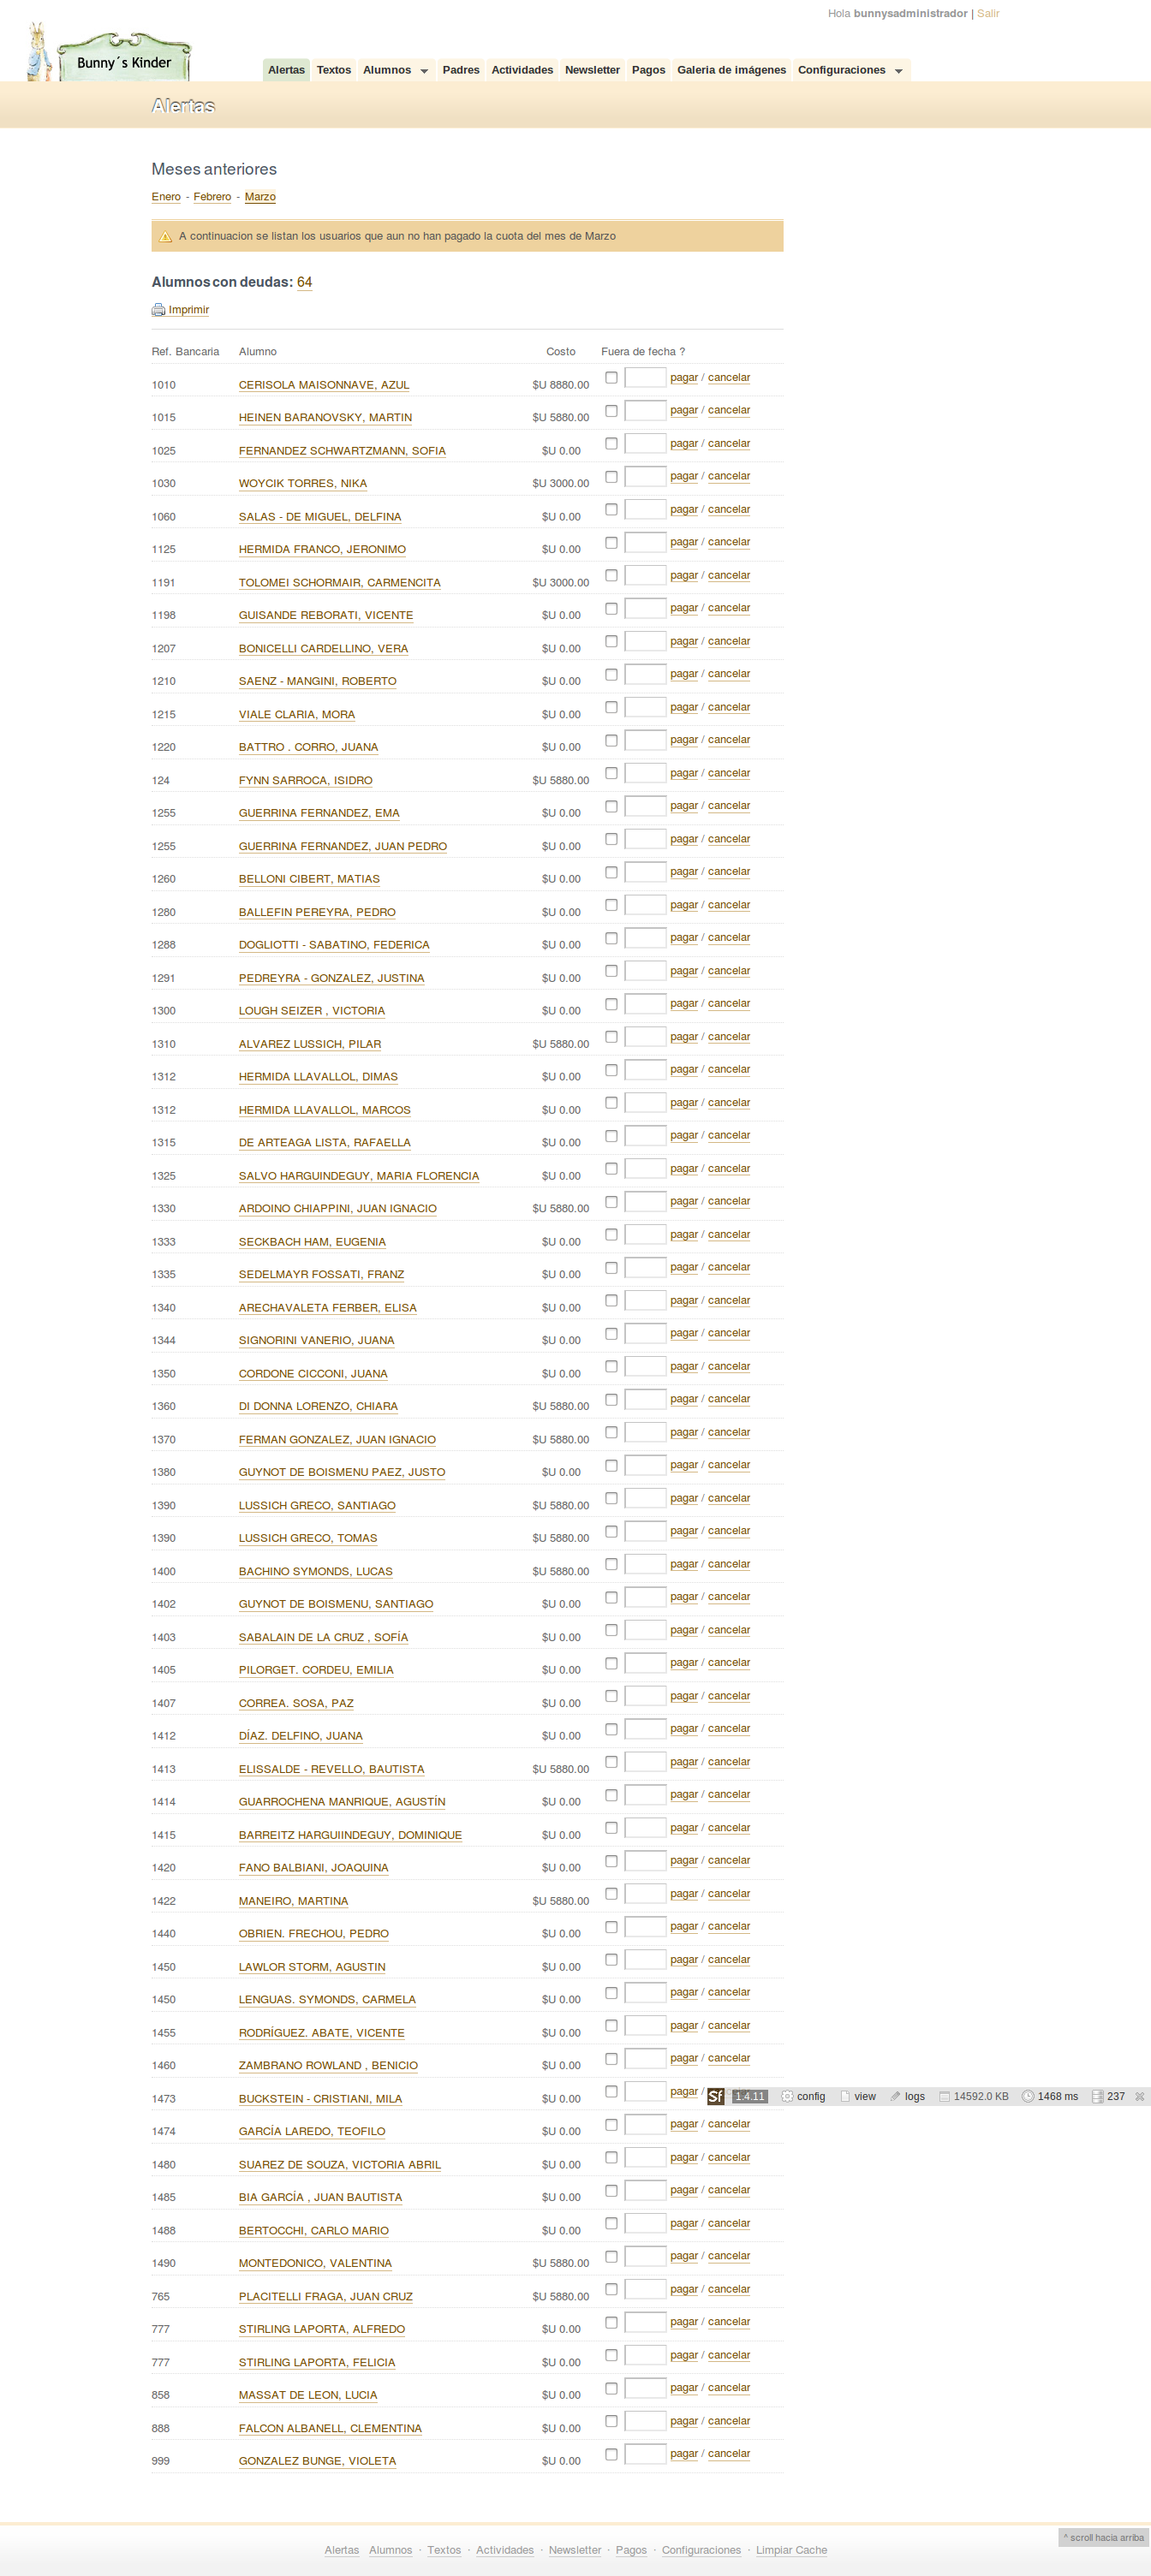 Hola bunnysadministrador | Salir
Bunny´s Kinder
Alertas Textos Alumnos Padres Actividades Newsletter Pagos Galeria de imágenes Configuraciones
Alertas
Meses anteriores
Enero - Febrero - Marzo
A continuacion se listan los usuarios que aun no han pagado la cuota del mes de Marzo
Alumnos con deudas: 64
Imprimir
Ref. Bancaria Alumno Costo Fuera de fecha ?
1010 CERISOLA MAISONNAVE, AZUL $U 8880.00 pagar / cancelar
1015 HEINEN BARANOVSKY, MARTIN $U 5880.00 pagar / cancelar
1025 FERNANDEZ SCHWARTZMANN, SOFIA $U 0.00 pagar / cancelar
1030 WOYCIK TORRES, NIKA $U 3000.00 pagar / cancelar
1060 SALAS - DE MIGUEL, DELFINA $U 0.00 pagar / cancelar
1125 HERMIDA FRANCO, JERONIMO $U 0.00 pagar / cancelar
1191 TOLOMEI SCHORMAIR, CARMENCITA $U 3000.00 pagar / cancelar
1198 GUISANDE REBORATI, VICENTE $U 0.00 pagar / cancelar
1207 BONICELLI CARDELLINO, VERA $U 0.00 pagar / cancelar
1210 SAENZ - MANGINI, ROBERTO $U 0.00 pagar / cancelar
1215 VIALE CLARIA, MORA $U 0.00 pagar / cancelar
1220 BATTRO . CORRO, JUANA $U 0.00 pagar / cancelar
124 FYNN SARROCA, ISIDRO $U 5880.00 pagar / cancelar
1255 GUERRINA FERNANDEZ, EMA $U 0.00 pagar / cancelar
1255 GUERRINA FERNANDEZ, JUAN PEDRO $U 0.00 pagar / cancelar
1260 BELLONI CIBERT, MATIAS $U 0.00 pagar / cancelar
1280 BALLEFIN PEREYRA, PEDRO $U 0.00 pagar / cancelar
1288 DOGLIOTTI - SABATINO, FEDERICA $U 0.00 pagar / cancelar
1291 PEDREYRA - GONZALEZ, JUSTINA $U 0.00 pagar / cancelar
1300 LOUGH SEIZER , VICTORIA $U 0.00 pagar / cancelar
1310 ALVAREZ LUSSICH, PILAR $U 5880.00 pagar / cancelar
1312 HERMIDA LLAVALLOL, DIMAS $U 0.00 pagar / cancelar
1312 HERMIDA LLAVALLOL, MARCOS $U 0.00 pagar / cancelar
1315 DE ARTEAGA LISTA, RAFAELLA $U 0.00 pagar / cancelar
1325 SALVO HARGUINDEGUY, MARIA FLORENCIA $U 0.00 pagar / cancelar
1330 ARDOINO CHIAPPINI, JUAN IGNACIO $U 5880.00 pagar / cancelar
1333 SECKBACH HAM, EUGENIA $U 0.00 pagar / cancelar
1335 SEDELMAYR FOSSATI, FRANZ $U 0.00 pagar / cancelar
1340 ARECHAVALETA FERBER, ELISA $U 0.00 pagar / cancelar
1344 SIGNORINI VANERIO, JUANA $U 0.00 pagar / cancelar
1350 CORDONE CICCONI, JUANA $U 0.00 pagar / cancelar
1360 DI DONNA LORENZO, CHIARA $U 5880.00 pagar / cancelar
1370 FERMAN GONZALEZ, JUAN IGNACIO $U 5880.00 pagar / cancelar
1380 GUYNOT DE BOISMENU PAEZ, JUSTO $U 0.00 pagar / cancelar
1390 LUSSICH GRECO, SANTIAGO $U 5880.00 pagar / cancelar
1390 LUSSICH GRECO, TOMAS $U 5880.00 pagar / cancelar
1400 BACHINO SYMONDS, LUCAS $U 5880.00 pagar / cancelar
1402 GUYNOT DE BOISMENU, SANTIAGO $U 0.00 pagar / cancelar
1403 SABALAIN DE LA CRUZ , SOFÍA $U 0.00 pagar / cancelar
1405 PILORGET. CORDEU, EMILIA $U 0.00 pagar / cancelar
1407 CORREA. SOSA, PAZ $U 0.00 pagar / cancelar
1412 DÍAZ. DELFINO, JUANA $U 0.00 pagar / cancelar
1413 ELISSALDE - REVELLO, BAUTISTA $U 5880.00 pagar / cancelar
1414 GUARROCHENA MANRIQUE, AGUSTÍN $U 0.00 pagar / cancelar
1415 BARREITZ HARGUIINDEGUY, DOMINIQUE $U 0.00 pagar / cancelar
1420 FANO BALBIANI, JOAQUINA $U 0.00 pagar / cancelar
1422 MANEIRO, MARTINA $U 5880.00 pagar / cancelar
1440 OBRIEN. FRECHOU, PEDRO $U 0.00 pagar / cancelar
1450 LAWLOR STORM, AGUSTIN $U 0.00 pagar / cancelar
1450 LENGUAS. SYMONDS, CARMELA $U 0.00 pagar / cancelar
1455 RODRÍGUEZ. ABATE, VICENTE $U 0.00 pagar / cancelar
1460 ZAMBRANO ROWLAND , BENICIO $U 0.00 pagar / cancelar
1473 BUCKSTEIN - CRISTIANI, MILA $U 0.00 pagar / Sf 1.4.11 config view logs 14592.0 KB 1468 ms 237
1474 GARCÍA LAREDO, TEOFILO $U 0.00 pagar / cancelar
1480 SUAREZ DE SOUZA, VICTORIA ABRIL $U 0.00 pagar / cancelar
1485 BIA GARCÍA , JUAN BAUTISTA $U 0.00 pagar / cancelar
1488 BERTOCCHI, CARLO MARIO $U 0.00 pagar / cancelar
1490 MONTEDONICO, VALENTINA $U 5880.00 pagar / cancelar
765 PLACITELLI FRAGA, JUAN CRUZ $U 5880.00 pagar / cancelar
777 STIRLING LAPORTA, ALFREDO $U 0.00 pagar / cancelar
777 STIRLING LAPORTA, FELICIA $U 0.00 pagar / cancelar
858 MASSAT DE LEON, LUCIA $U 0.00 pagar / cancelar
888 FALCON ALBANELL, CLEMENTINA $U 0.00 pagar / cancelar
999 GONZALEZ BUNGE, VIOLETA $U 0.00 pagar / cancelar
^ scroll hacia arriba
Alertas Alumnos · Textos · Actividades · Newsletter · Pagos · Configuraciones · Limpiar Cache